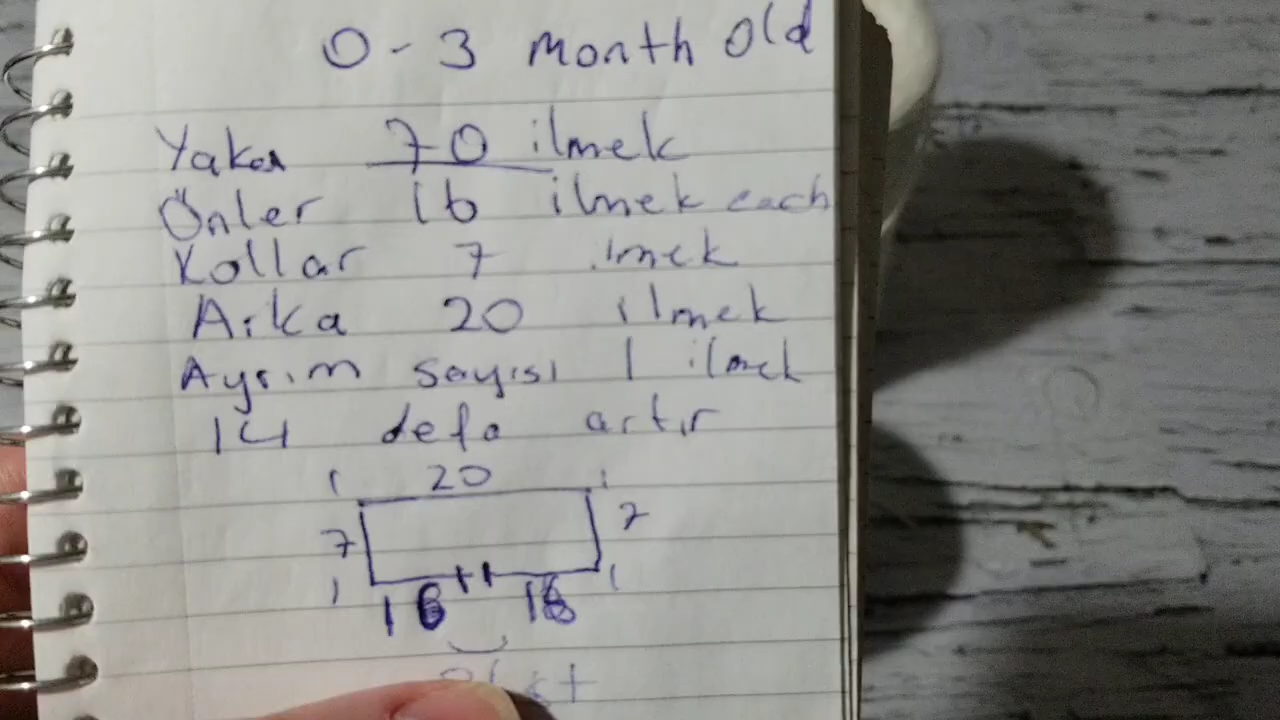 0-3 month old
Yaka 70 ilmek
Önler 16 ilmek each
Kollar 7 ilmek
Arka 20 ilmek
Ayrım sayısı 1 ilmek
14 defa artır
1 20 1
7 7
1 1
16 16